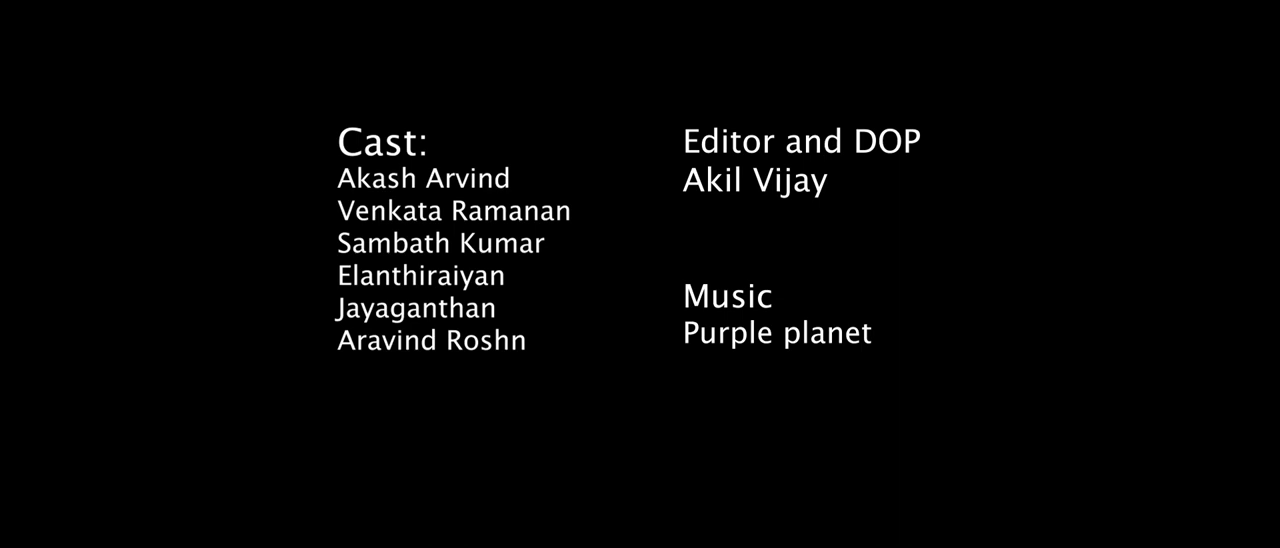 Cast:
Akash Arvind
Venkata Ramanan
Sambath Kumar
Elanthiraiyan
Jayaganthan
Aravind Roshn
Editor and DOP
Akil Vijay
Music
Purple planet